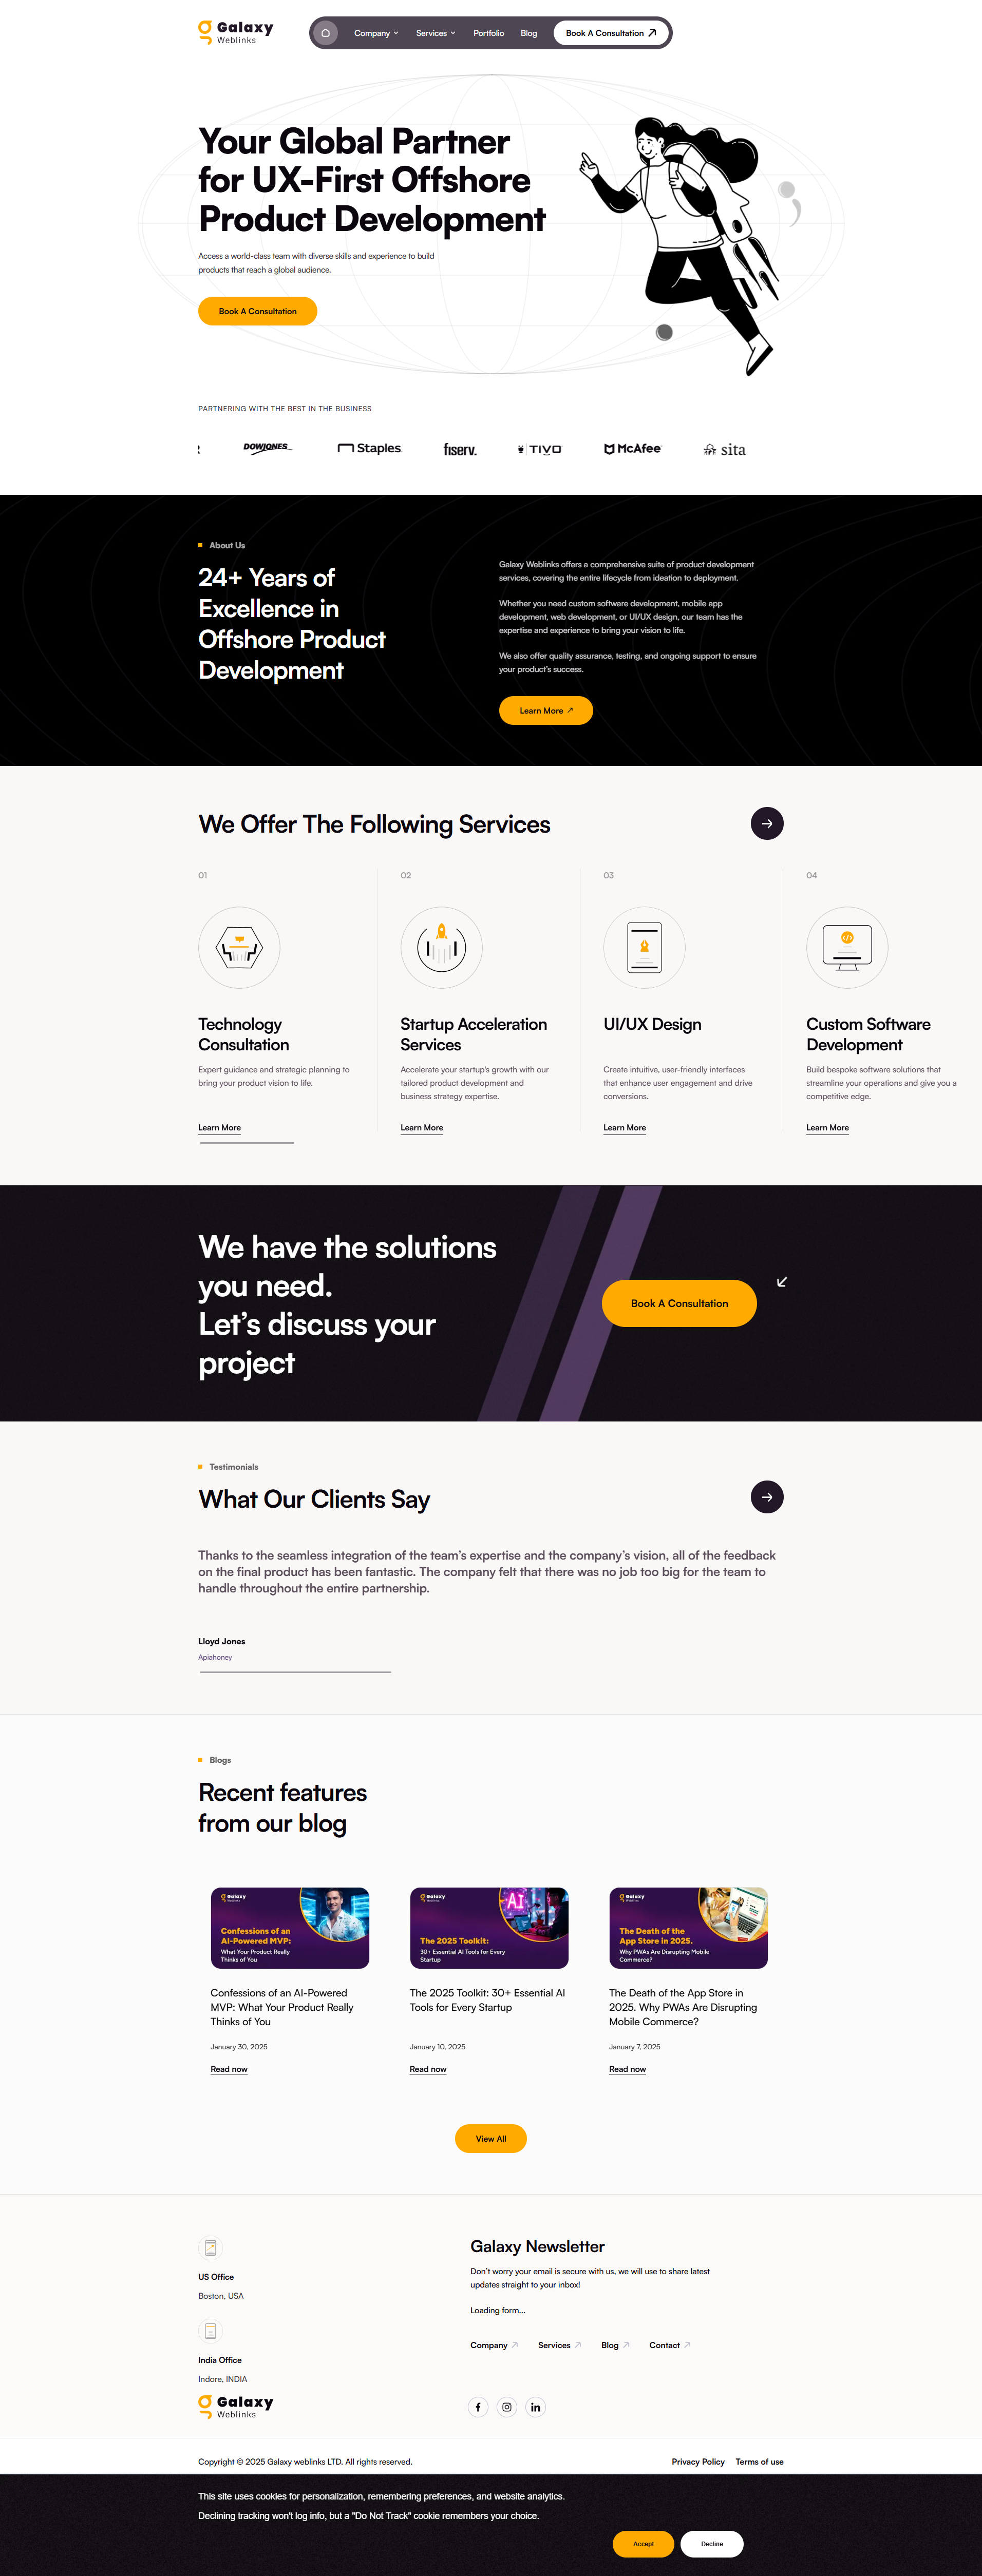 Galaxy
Weblinks
Company
Services
Portfolio
Blog
Book A Consultation
Your Global Partner
for UX-First Offshore
Product Development
Access a world-class team with diverse skills and experience to build
products that reach a global audience.
Book A Consultation
PARTNERING WITH THE BEST IN THE BUSINESS
DOWJONES
Staples
fiserv.
TIVO
McAfee
sita
About Us
24+ Years of
Excellence in
Offshore Product
Development
Galaxy Weblinks offers a comprehensive suite of product development
services, covering the entire lifecycle from ideation to deployment.
Whether you need custom software development, mobile app
development, web development, or UI/UX design, our team has the
expertise and experience to bring your vision to life.
We also offer quality assurance, testing, and ongoing support to ensure
your product's success.
Learn More
We Offer The Following Services
01
Technology
Consultation
Expert guidance and strategic planning to
bring your product vision to life.
Learn More
02
Startup Acceleration
Services
Accelerate your startup's growth with our
tailored product development and
business strategy expertise.
Learn More
03
UI/UX Design
Create intuitive, user-friendly interfaces
that enhance user engagement and drive
conversions.
Learn More
04
Custom Software
Development
Build bespoke software solutions that
streamline your operations and give you a
competitive edge.
Learn More
We have the solutions
you need.
Let's discuss your
project
Book A Consultation
Testimonials
What Our Clients Say
Thanks to the seamless integration of the team's expertise and the company's vision, all of the feedback
on the final product has been fantastic. The company felt that there was no job too big for the team to
handle throughout the entire partnership.
Lloyd Jones
Apiahoney
Blogs
Recent features
from our blog
Galaxy
Weblinks
Confessions of an
AI-Powered MVP:
What Your Product Really
Thinks of You
Confessions of an AI-Powered
MVP: What Your Product Really
Thinks of You
January 30, 2025
Read now
Galaxy
Weblinks
AI
The 2025 Toolkit:
30+ Essential AI Tools for Every
Startup
The 2025 Toolkit: 30+ Essential AI
Tools for Every Startup
January 10, 2025
Read now
Galaxy
Weblinks
The Death of the
App Store in 2025.
Why PWAs Are Disrupting Mobile
Commerce?
The Death of the App Store in
2025. Why PWAs Are Disrupting
Mobile Commerce?
January 7, 2025
Read now
View All
US Office
Boston, USA
India Office
Indore, INDIA
Galaxy
Weblinks
Galaxy Newsletter
Don't worry your email is secure with us, we will use to share latest
updates straight to your inbox!
Loading form...
Company
Services
Blog
Contact
Copyright © 2025 Galaxy weblinks LTD. All rights reserved.
Privacy Policy
Terms of use
This site uses cookies for personalization, remembering preferences, and website analytics.
Declining tracking won't log info, but a "Do Not Track" cookie remembers your choice.
Accept
Decline